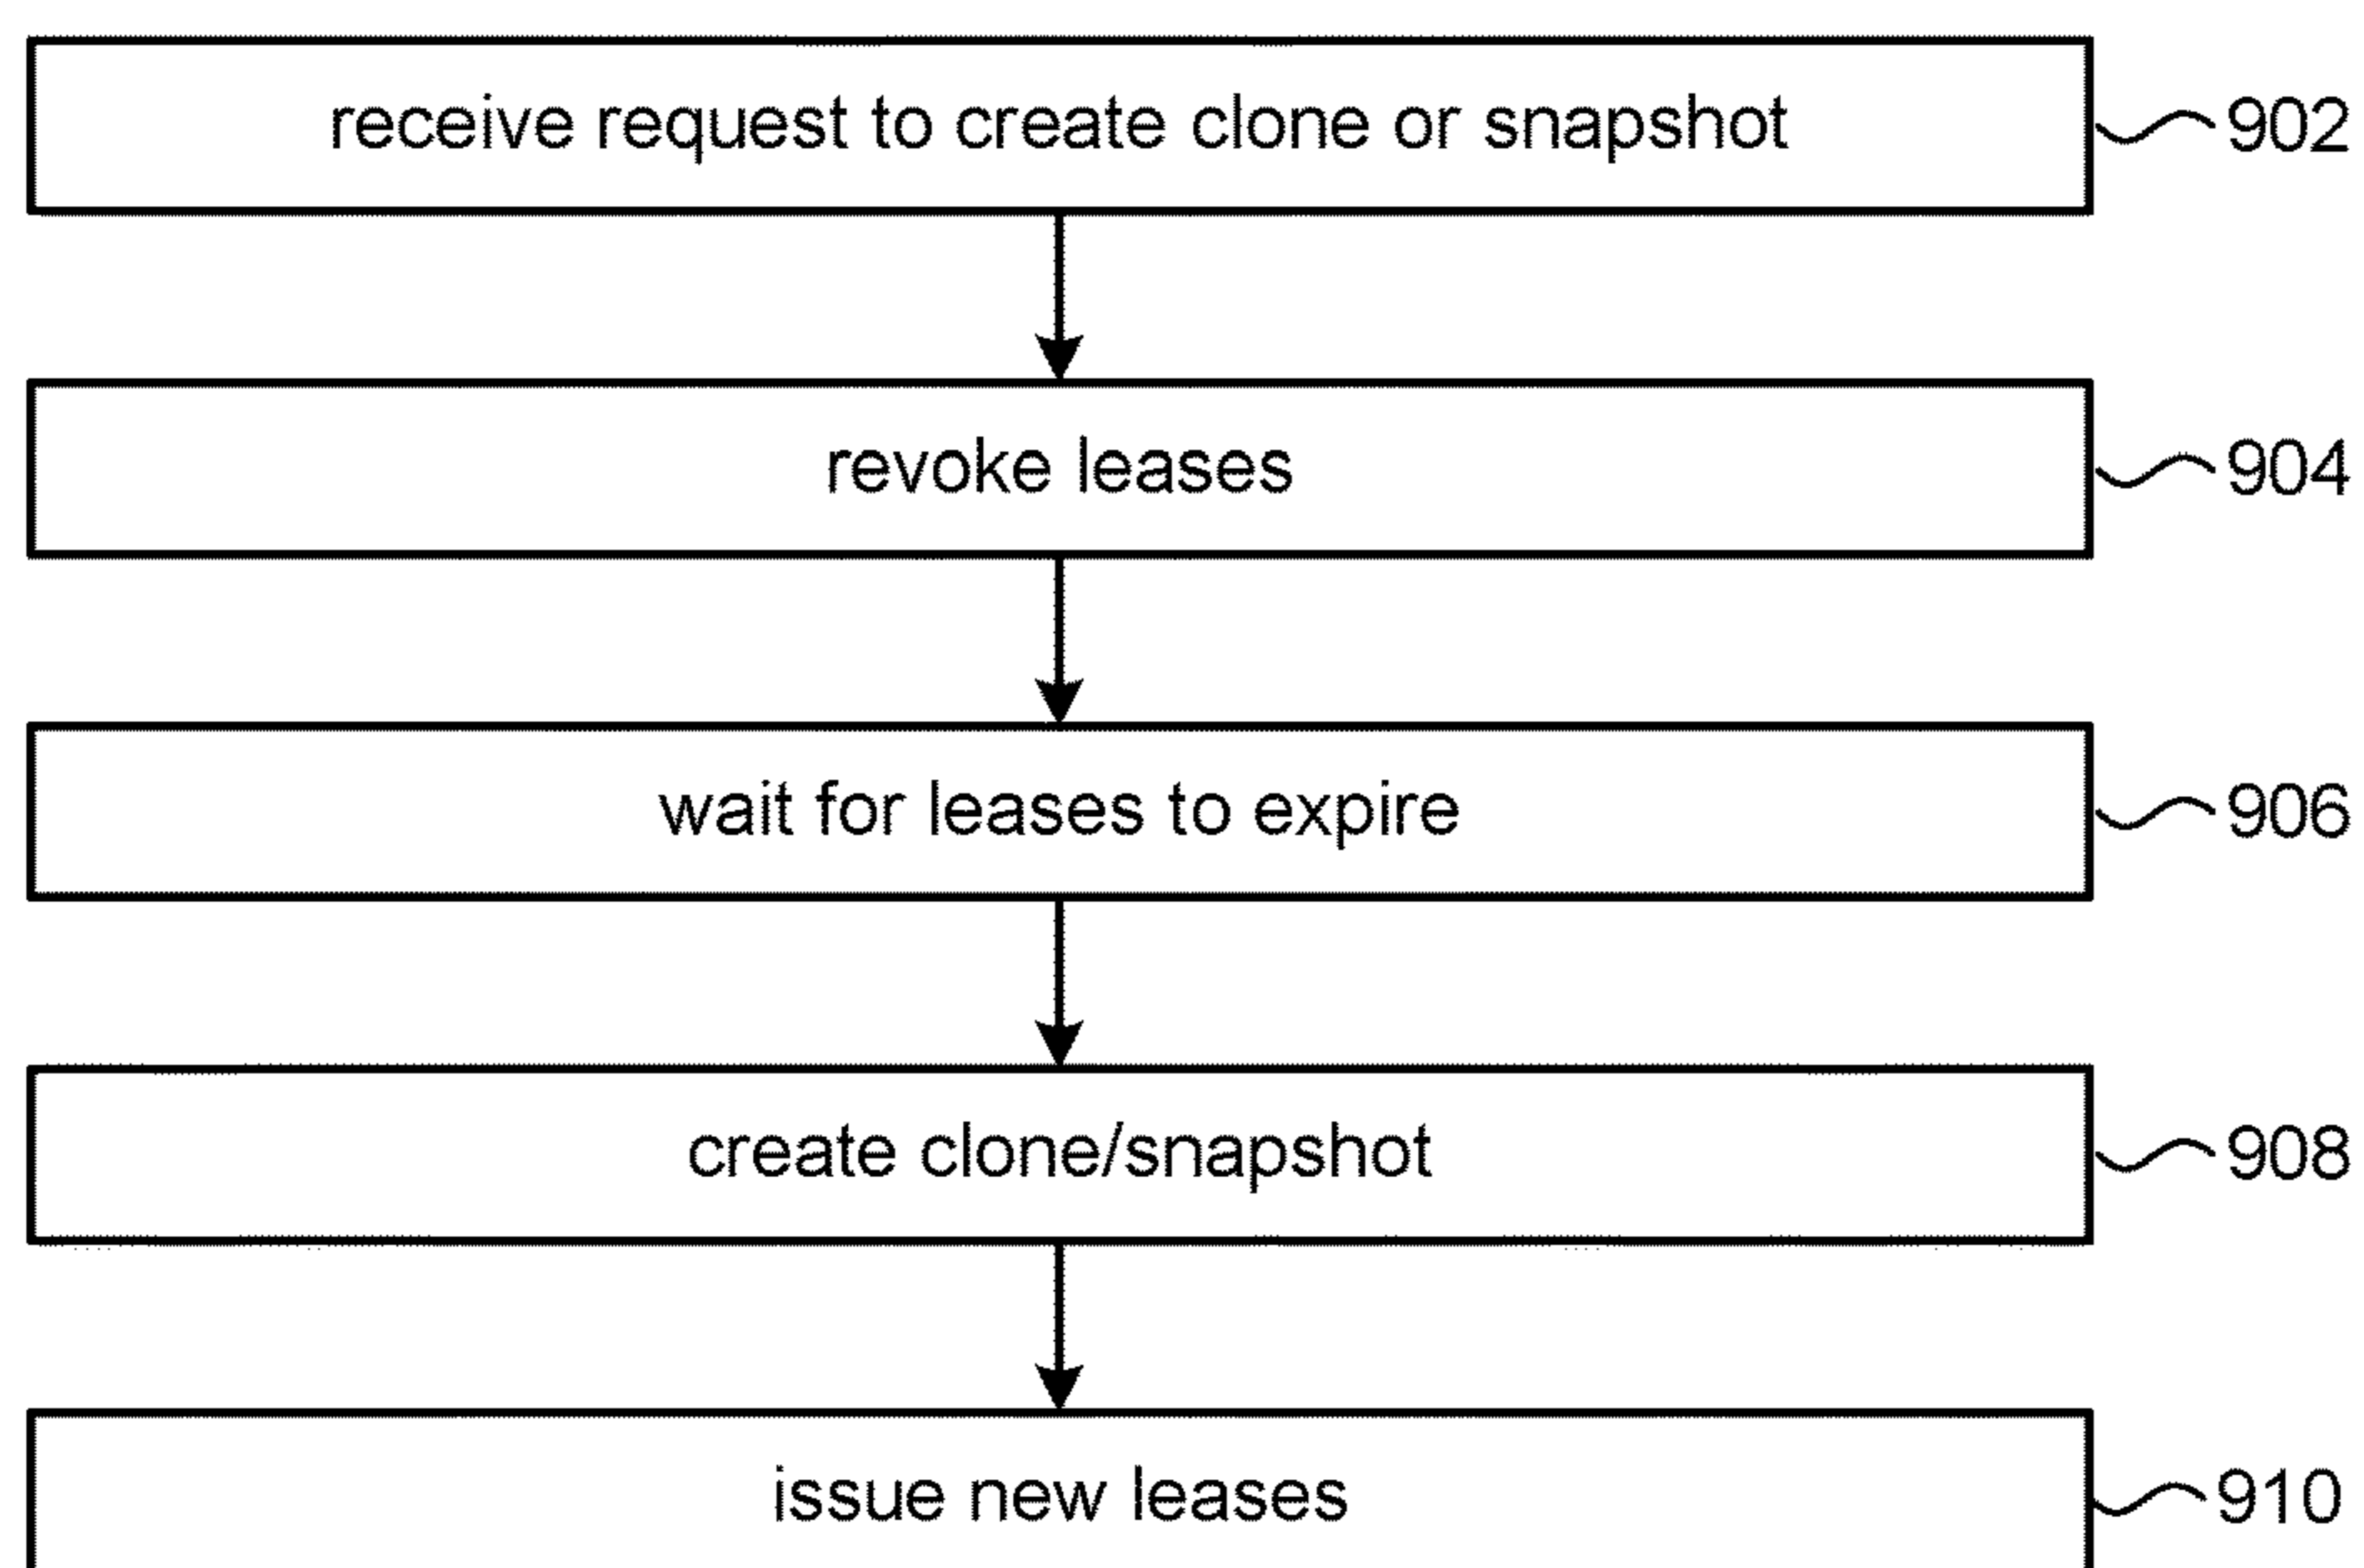 receive request to create clone or snapshot 902
revoke leases 904
wait for leases to expire 906
create clone/snapshot 908
issue new leases 910